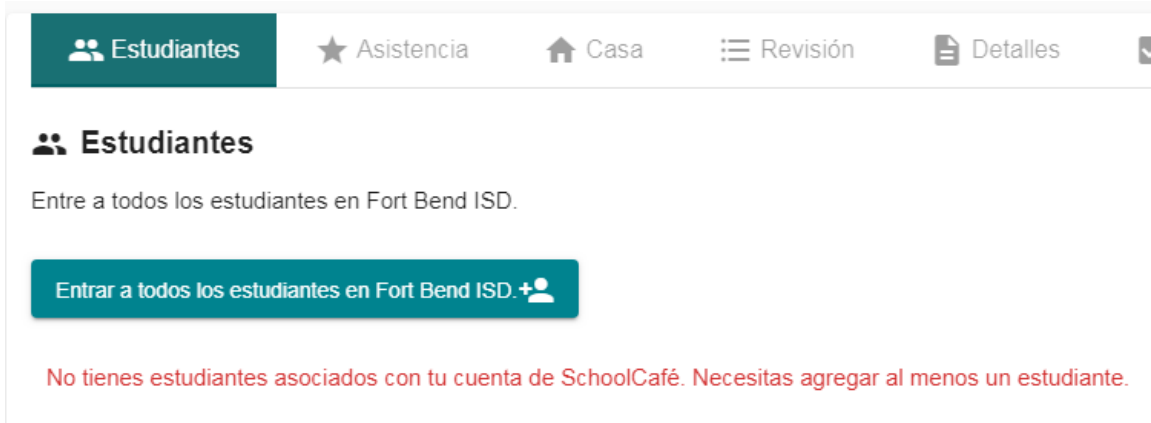 Estudiantes Asistencia Casa Revisión Detalles
Estudiantes
Entre a todos los estudiantes en Fort Bend ISD.
Entrar a todos los estudiantes en Fort Bend ISD.
No tienes estudiantes asociados con tu cuenta de SchoolCafé. Necesitas agregar al menos un estudiante.